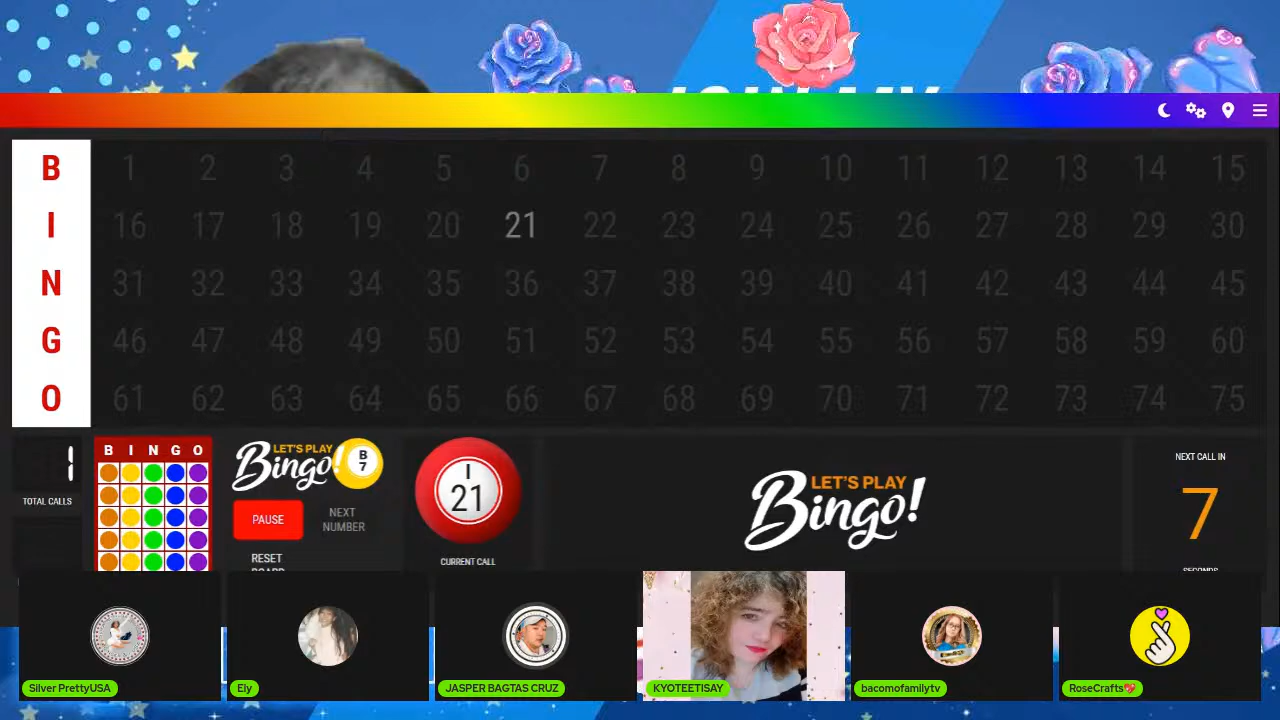 B 1 2 3 4 5 6 7 8 9 10 11 12 13 14 15
I 16 17 18 19 20 21 22 23 24 25 26 27 28 29 30
N 31 32 33 34 35 36 37 38 39 40 41 42 43 44 45
G 46 47 48 49 50 51 52 53 54 55 56 57 58 59 60
O 61 62 63 64 65 66 67 68 69 70 71 72 73 74 75
1
TOTAL CALLS
B I N G O
LET'S PLAY
Bingo!
B
7
PAUSE
NEXT
NUMBER
RESET
I
21
CURRENT CALL
LET'S PLAY
Bingo!
NEXT CALL IN
7
SECONDS
Silver PrettyUSA
Ely
JASPER BAGTAS CRUZ
KYOTEETISAY
bacomofamilytv
RoseCrafts💖